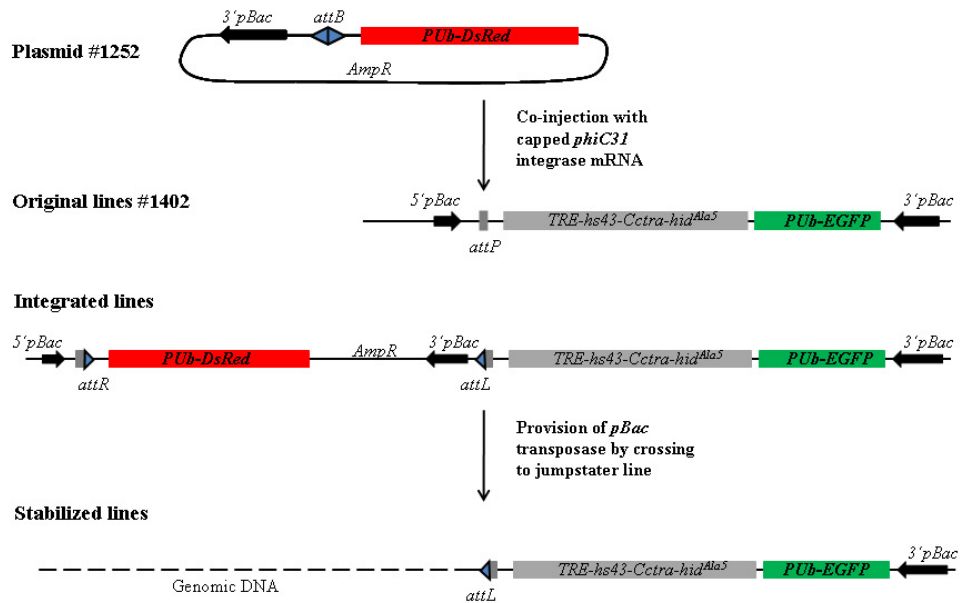 3'pBac attB
PUb-DsRed
Plasmid #1252
AmpR
Co-injection with
capped phiC31
integrase mRNA
Original lines #1402
5'pBac 3'pBac
TRE-hs43-Cctra-hidAla5 PUb-EGFP
attP
Integrated lines
5'pBac AmpR 3'pBac 3'pBac
PUb-DsRed TRE-hs43-Cctra-hidAla5 PUb-EGFP
attR attL
Provision of pBac
transposase by crossing
to jumpstater line
Stabilized lines
3'pBac
TRE-hs43-Cctra-hidAla5 PUb-EGFP
Genomic DNA attL